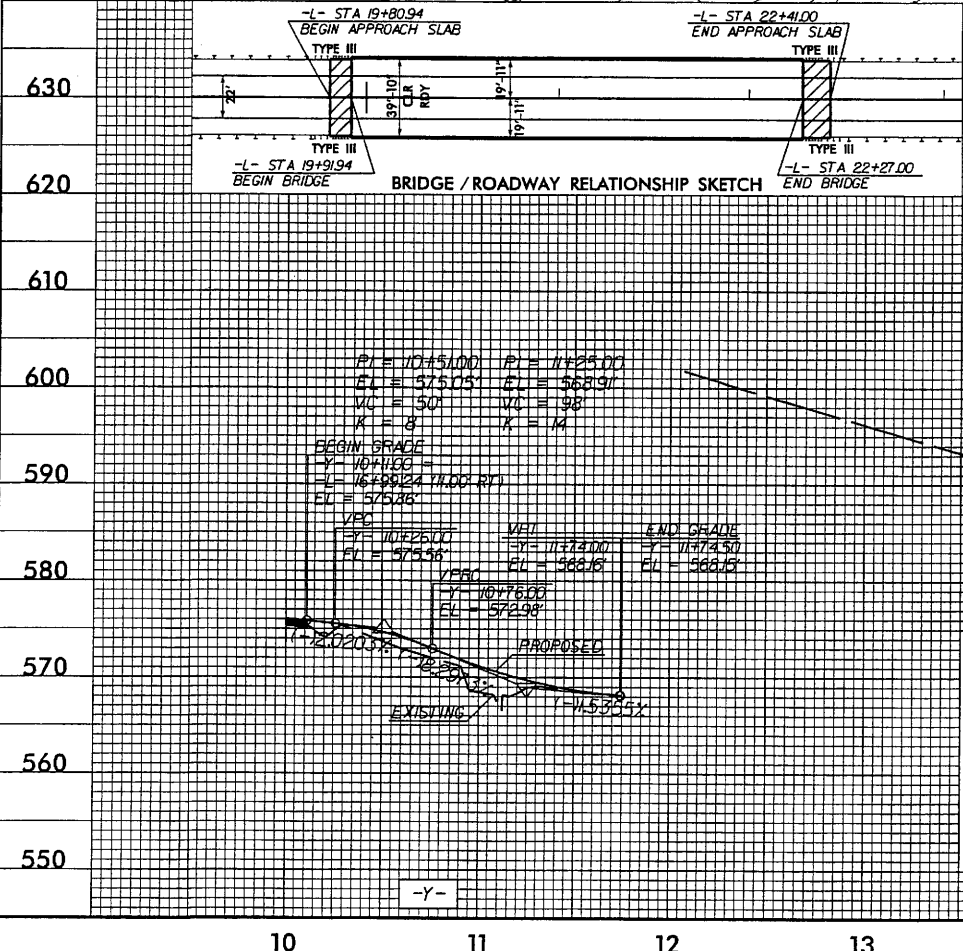 -L- STA 19+80.94
BEGIN APPROACH SLAB
-L- STA 22+41.00
END APPROACH SLAB
TYPE III
TYPE III
22'
39'-10"
CLR
RDY
19'-11"
19'-11"
TYPE III
TYPE III
-L- STA 19+91.94
BEGIN BRIDGE
BRIDGE / ROADWAY RELATIONSHIP SKETCH
-L- STA 22+27.00
END BRIDGE
630
620
610
600
590
580
570
560
550
PI = 10+51.00
EL = 575.05'
VC = 50'
K = 8
PI = 11+25.00
EL = 568.91'
VC = 98'
K = 14
BEGIN GRADE
-Y- 10+11.00 =
-L- 16+99.24 (11.00' RT)
EL = 575.86'
VPC
-Y- 10+26.00
EL = 575.56'
VPRC
-Y- 10+76.00
EL = 572.98'
VPT
-Y- 11+74.00
EL = 568.16'
END GRADE
-Y- 11+74.50
EL = 568.15'
PROPOSED
EXISTING
-Y-
10
11
12
13